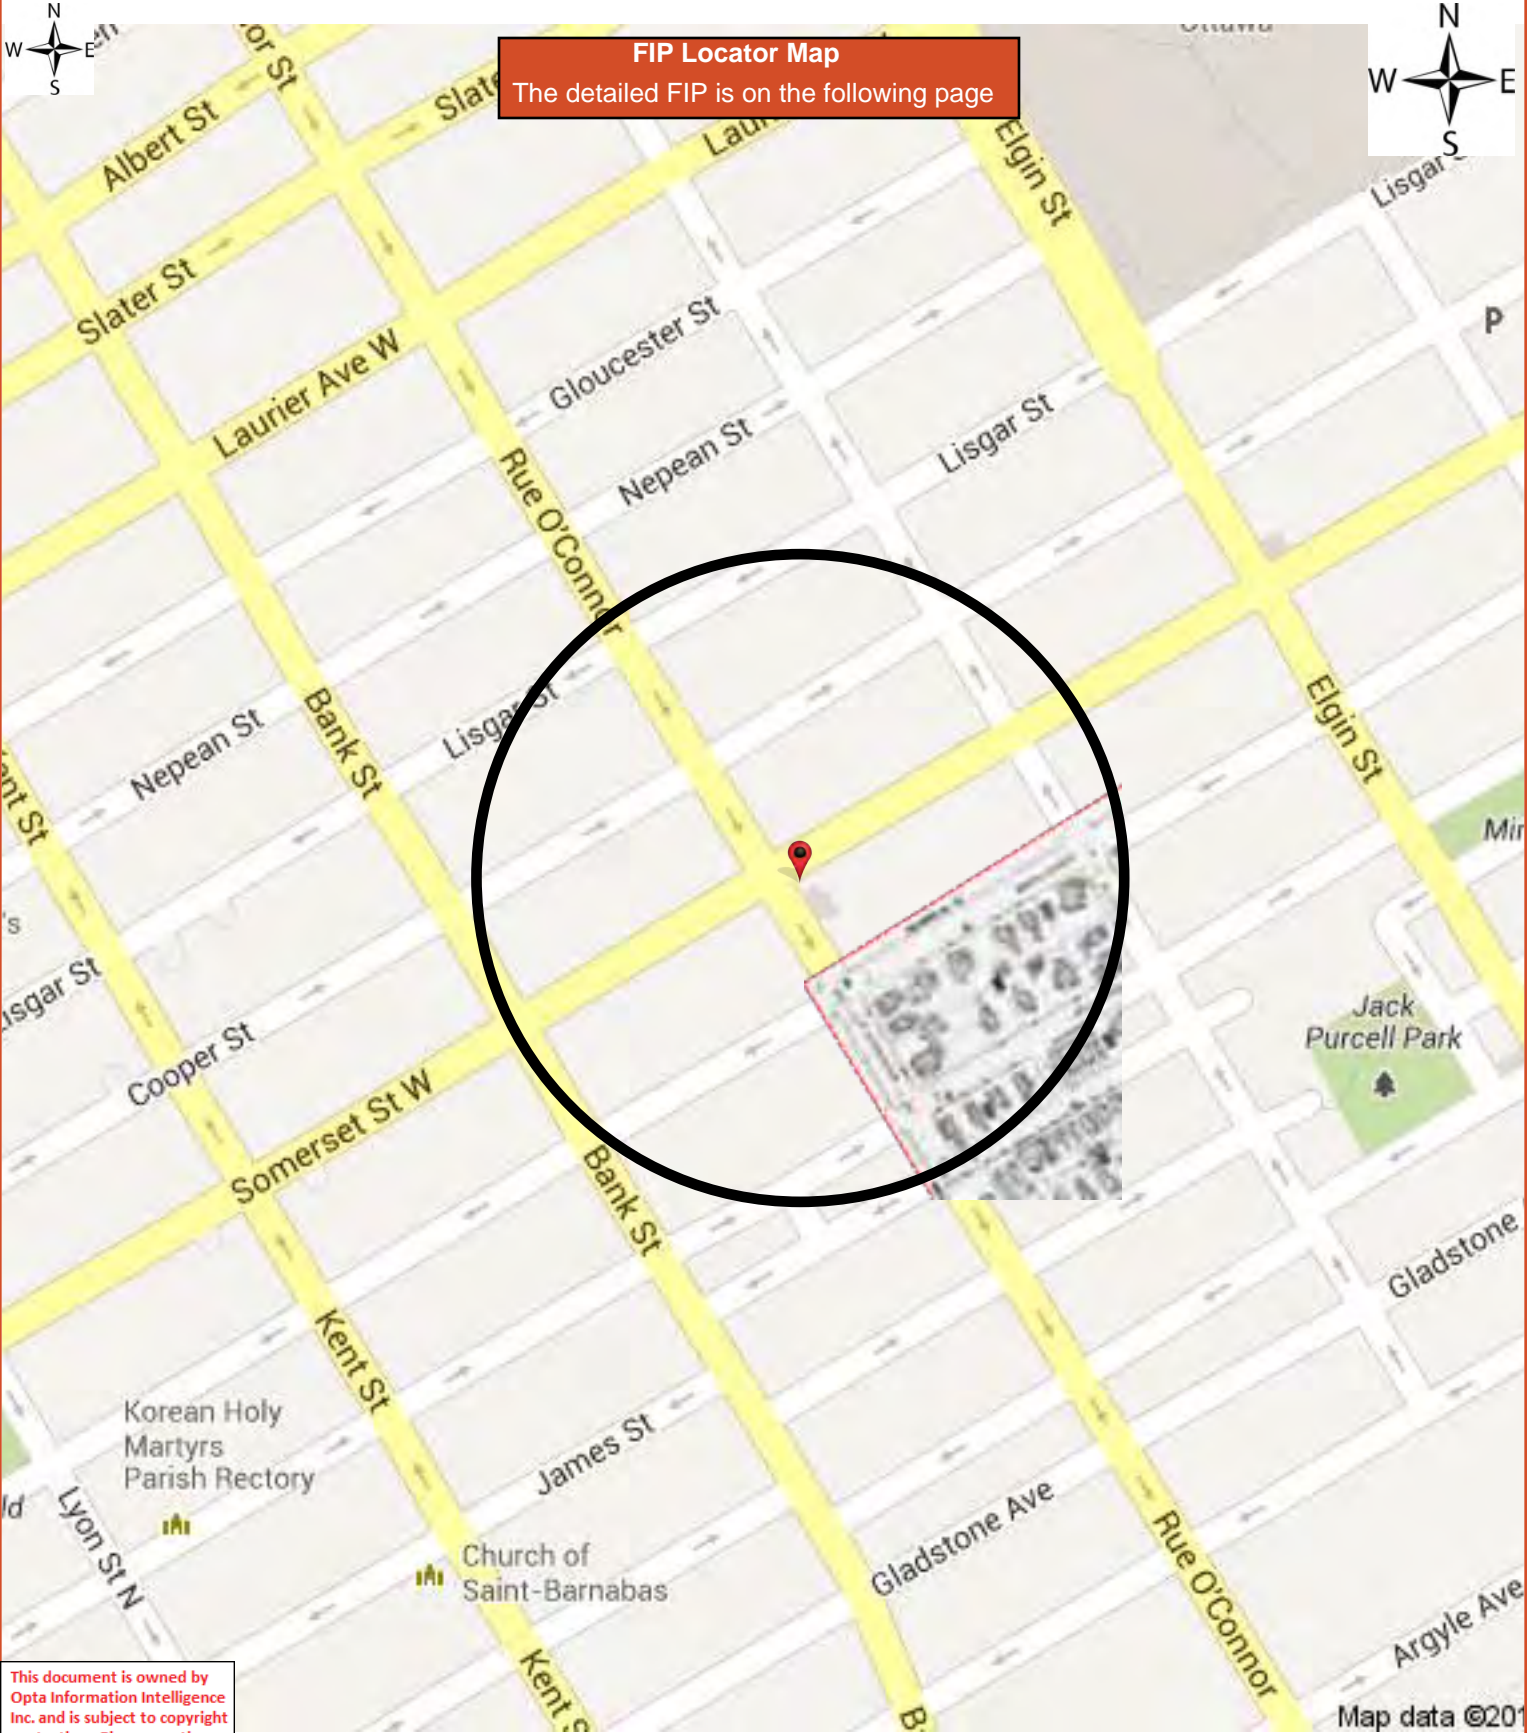 N
W E
S
FIP Locator Map
The detailed FIP is on the following page
N
W E
S
Albert St
Elgin St
Slater St
Laurier Ave W
Gloucester St
P
Lisgar St
Nepean St
Rue O'Connor
Bank St
Lisgar St
Nepean St
Elgin St
Cooper St
Jack
Purcell Park
Somerset St W
Bank St
Gladstone
Kent St
Korean Holy
Martyrs
Parish Rectory
James St
Lyon St N
Gladstone Ave
Church of
Saint-Barnabas
Rue O'Connor
Argyle Ave
Kent S
This document is owned by
Opta Information Intelligence
Inc. and is subject to copyright
Map data ©201